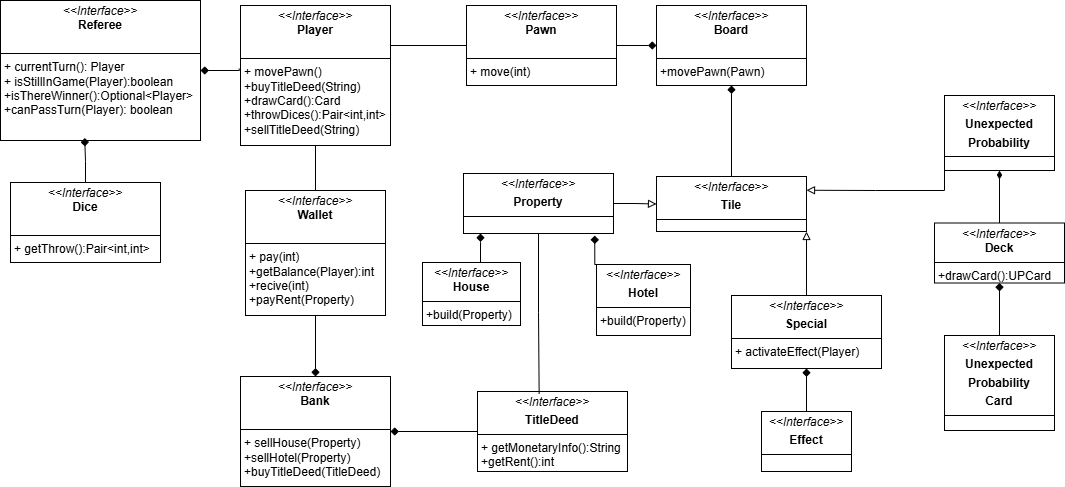 <<Interface>>
Referee
+ currentTurn(): Player
+ isStillInGame(Player):boolean
+isThereWinner():Optional<Player>
+canPassTurn(Player): boolean
<<Interface>>
Player
+ movePawn()
+buyTitleDeed(String)
+drawCard():Card
+throwDices():Pair<int,int>
+sellTitleDeed(String)
<<Interface>>
Pawn
+ move(int)
<<Interface>>
Board
+movePawn(Pawn)
<<Interface>>
Unexpected
Probability
<<Interface>>
Dice
+ getThrow():Pair<int,int>
<<Interface>>
Wallet
+ pay(int)
+getBalance(Player):int
+recive(int)
+payRent(Property)
<<Interface>>
Property
<<Interface>>
Tile
<<Interface>>
Deck
+drawCard():UPCard
<<Interface>>
House
+build(Property)
<<Interface>>
Hotel
+build(Property)
<<Interface>>
Special
+ activateEffect(Player)
<<Interface>>
Unexpected
Probability
Card
<<Interface>>
Bank
+ sellHouse(Property)
+sellHotel(Property)
+buyTitleDeed(TitleDeed)
<<Interface>>
TitleDeed
+ getMonetaryInfo():String
+getRent():int
<<Interface>>
Effect